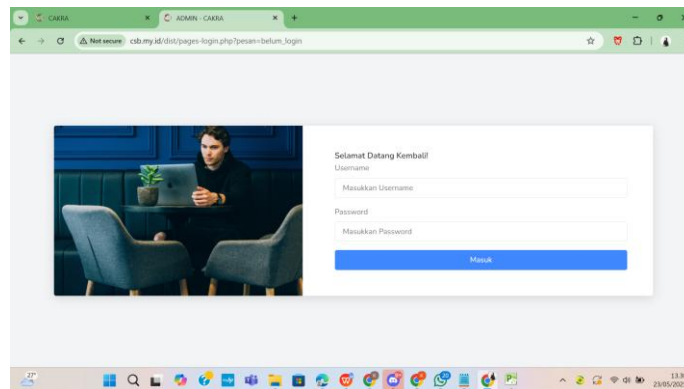 CAKRA
ADMIN - CAKRA
Not secure
csb.my.id/dist/pages-login.php?pesan=belum_login
Selamat Datang Kembali!
Username
Masukkan Username
Password
Masukkan Password
Masuk
27°